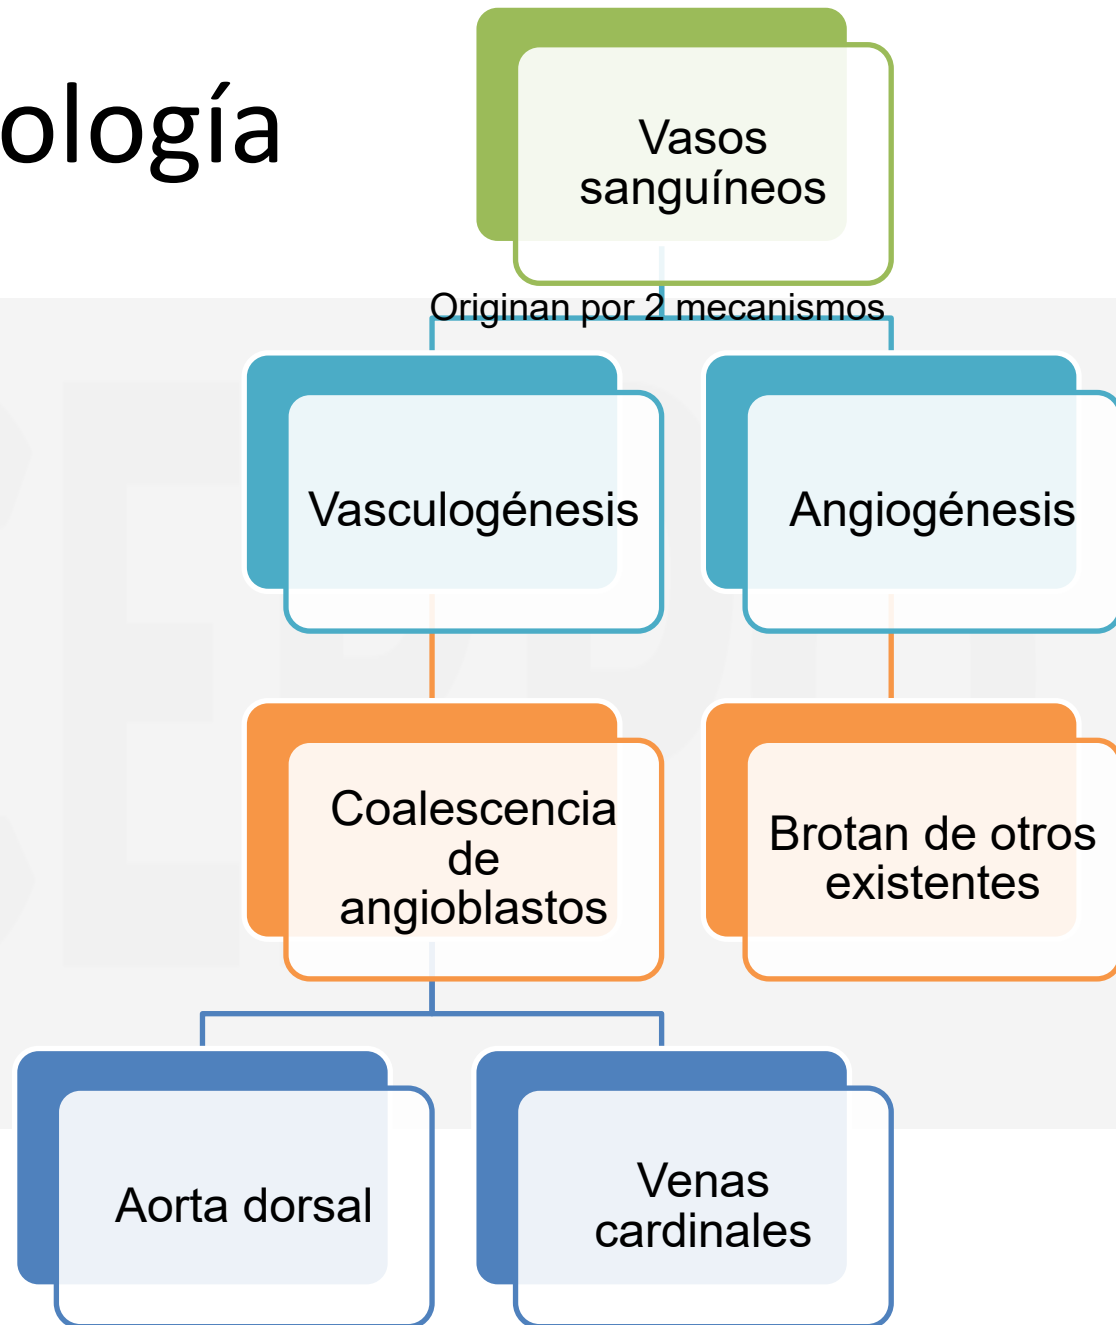 ología
Vasos
sanguíneos
Originan por 2 mecanismos
Vasculogénesis
Angiogénesis
Coalescencia
de
angioblastos
Brotan de otros
existentes
Aorta dorsal
Venas
cardinales